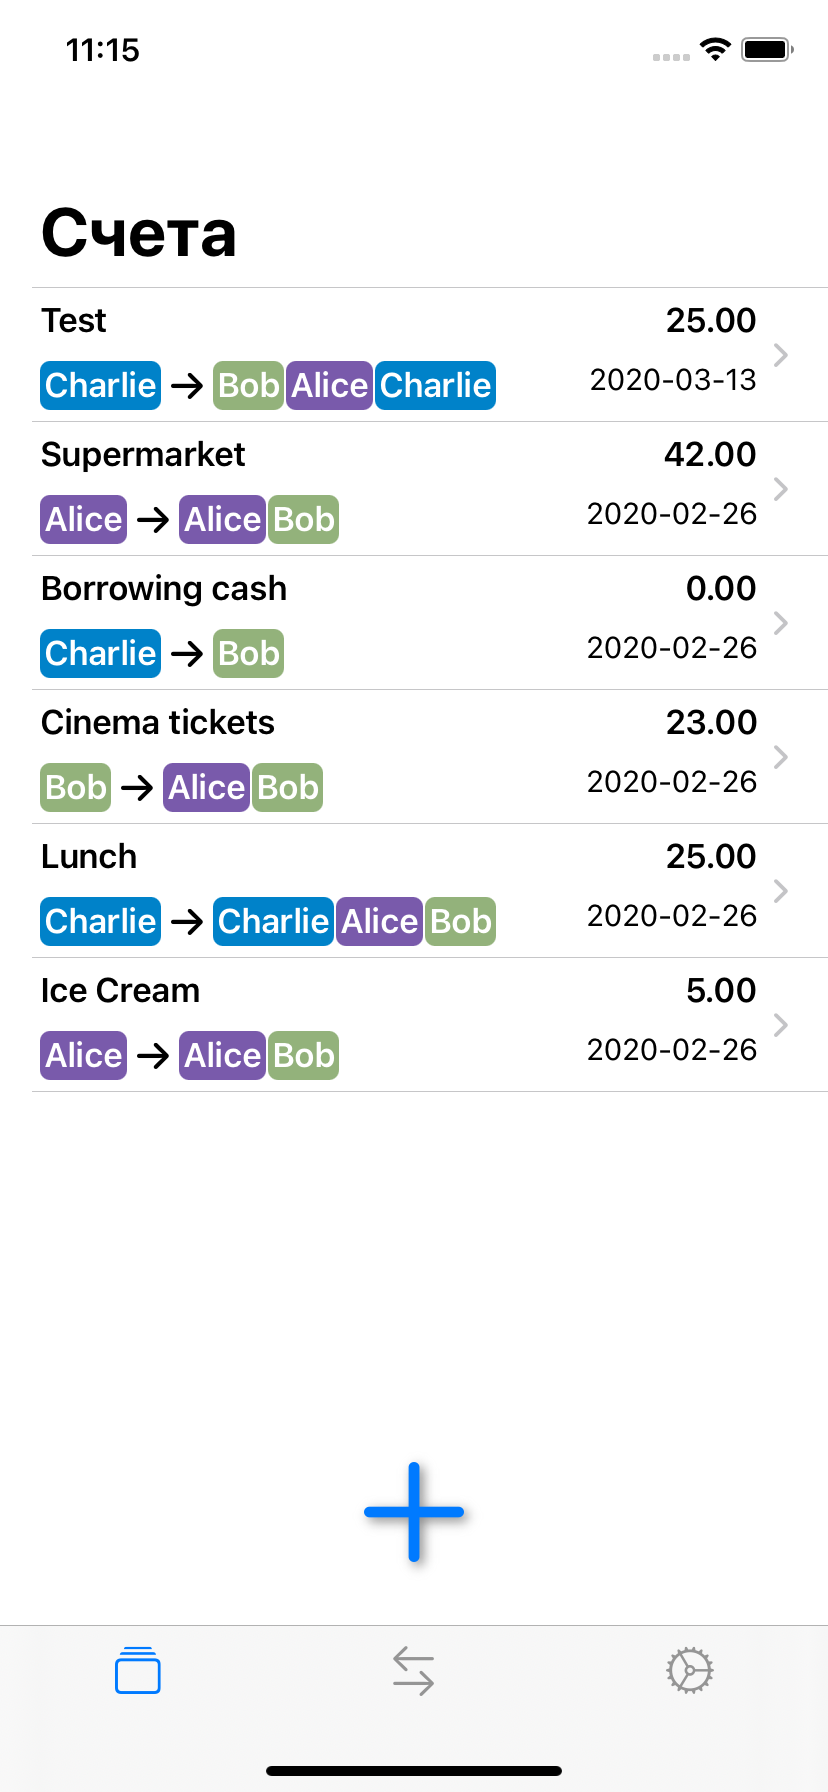 11:15
Счета
Test 25.00
Charlie → Bob Alice Charlie 2020-03-13
Supermarket 42.00
Alice → Alice Bob 2020-02-26
Borrowing cash 0.00
Charlie → Bob 2020-02-26
Cinema tickets 23.00
Bob → Alice Bob 2020-02-26
Lunch 25.00
Charlie → Charlie Alice Bob 2020-02-26
Ice Cream 5.00
Alice → Alice Bob 2020-02-26